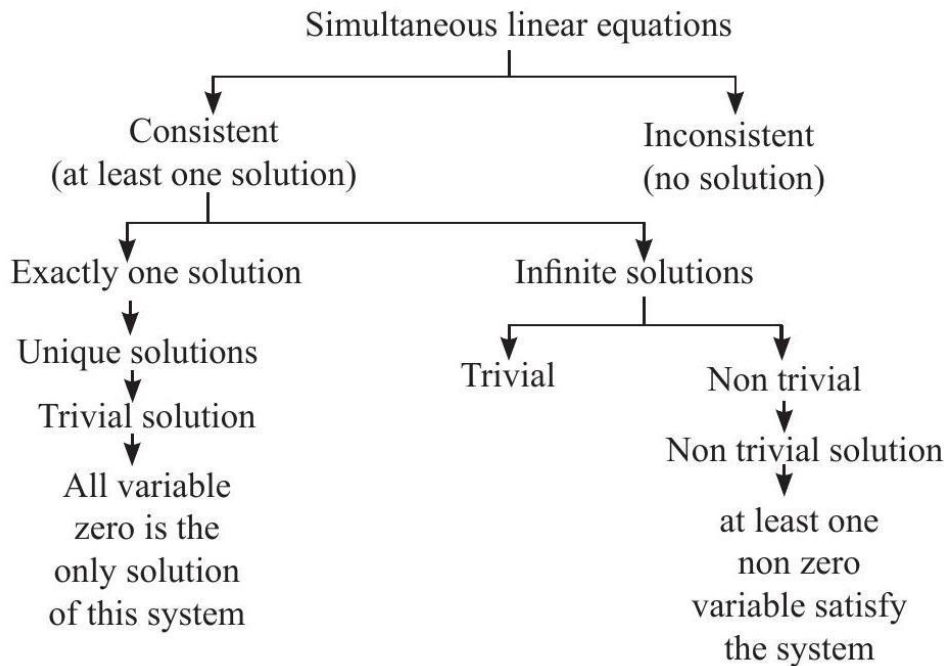 Simultaneous linear equations
Consistent
(at least one solution)
Inconsistent
(no solution)
Exactly one solution
Infinite solutions
Unique solutions
Trivial
Non trivial
Trivial solution
Non trivial solution
All variable
zero is the
only solution
of this system
at least one
non zero
variable satisfy
the system